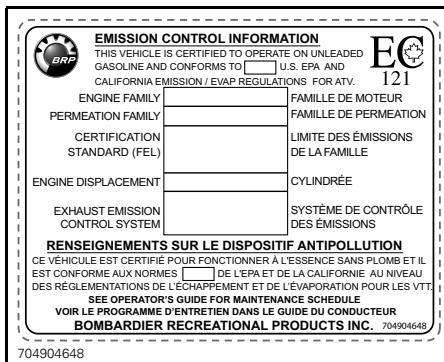 BRP
EMISSION CONTROL INFORMATION
THIS VEHICLE IS CERTIFIED TO OPERATE ON UNLEADED
GASOLINE AND CONFORMS TO U.S. EPA AND
CALIFORNIA EMISSION / EVAP REGULATIONS FOR ATV.
EC
121
ENGINE FAMILY FAMILLE DE MOTEUR
PERMEATION FAMILY FAMILLE DE PERMEATION
CERTIFICATION LIMITE DES ÉMISSIONS
STANDARD (FEL) DE LA FAMILLE
ENGINE DISPLACEMENT CYLINDRÉE
EXHAUST EMISSION SYSTÈME DE CONTRÔLE
CONTROL SYSTEM DES ÉMISSIONS
RENSEIGNEMENTS SUR LE DISPOSITIF ANTIPOLLUTION
CE VÉHICULE EST CERTIFIÉ POUR FONCTIONNER À L'ESSENCE SANS PLOMB ET IL
EST CONFORME AUX NORMES DE L'EPA ET DE LA CALIFORNIE AU NIVEAU
DES RÉGLEMENTATIONS DE L'ÉCHAPPEMENT ET DE L'ÉVAPORATION POUR LES VTT.
SEE OPERATOR'S GUIDE FOR MAINTENANCE SCHEDULE
VOIR LE PROGRAMME D'ENTRETIEN DANS LE GUIDE DU CONDUCTEUR
BOMBARDIER RECREATIONAL PRODUCTS INC. 704904648
704904648